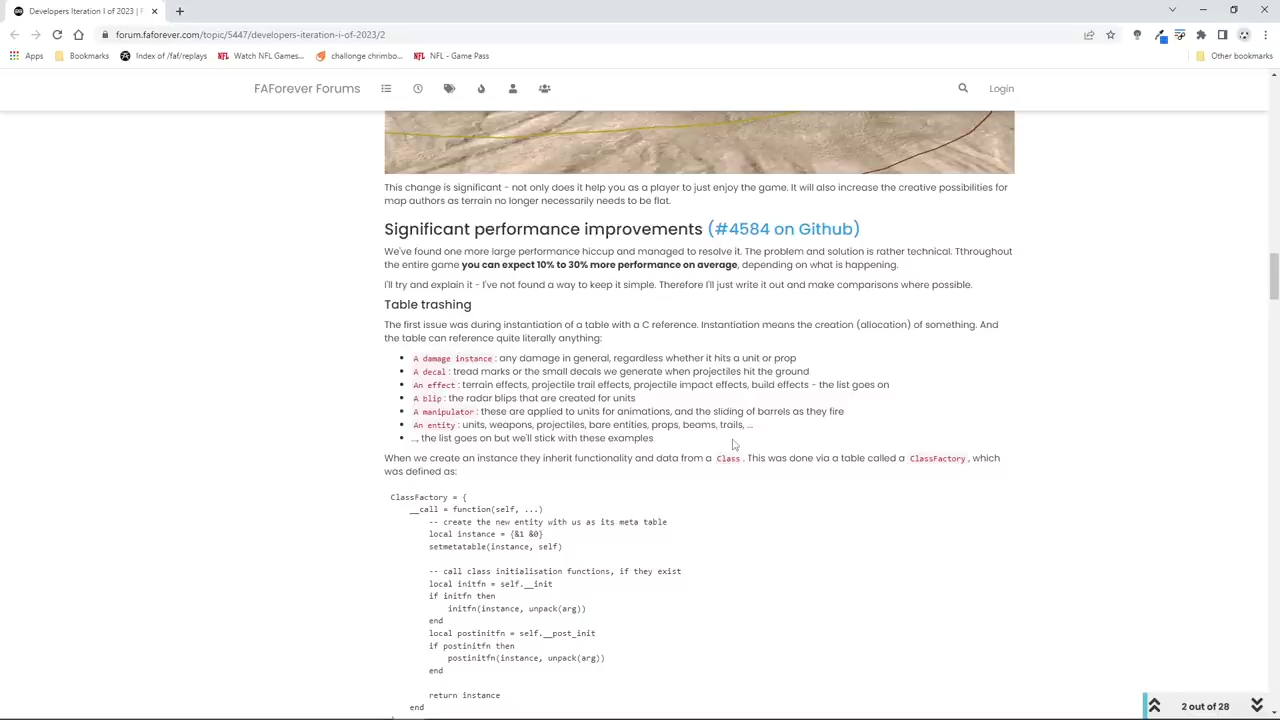 Developers Iteration I of 2023 | F
forum.faforever.com/topic/5447/developers-iteration-i-of-2023/2
Apps Bookmarks Index of /faf/replays Watch NFL Games... challonge chrimbo... NFL - Game Pass Other bookmarks
FAForever Forums Login
This change is significant - not only does it help you as a player to just enjoy the game. It will also increase the creative possibilities for
map authors as terrain no longer necessarily needs to be flat.
Significant performance improvements (#4584 on Github)
We've found one more large performance hiccup and managed to resolve it. The problem and solution is rather technical. Tthroughout
the entire game you can expect 10% to 30% more performance on average, depending on what is happening.
I'll try and explain it - I've not found a way to keep it simple. Therefore I'll just write it out and make comparisons where possible.
Table trashing
The first issue was during instantiation of a table with a C reference. Instantiation means the creation (allocation) of something. And
the table can reference quite literally anything:
A damage instance: any damage in general, regardless whether it hits a unit or prop
A decal: tread marks or the small decals we generate when projectiles hit the ground
An effect: terrain effects, projectile trail effects, projectile impact effects, build effects - the list goes on
A blip: the radar blips that are created for units
A manipulator: these are applied to units for animations, and the sliding of barrels as they fire
An entity: units, weapons, projectiles, bare entities, props, beams, trails, ...
..., the list goes on but we'll stick with these examples
When we create an instance they inherit functionality and data from a Class. This was done via a table called a ClassFactory, which
was defined as:
ClassFactory = {
__call = function(self, ...)
-- create the new entity with us as its meta table
local instance = {&1 &0}
setmetatable(instance, self)
-- call class initialisation functions, if they exist
local initfn = self.__init
if initfn then
initfn(instance, unpack(arg))
end
local postinitfn = self.__post_init
if postinitfn then
postinitfn(instance, unpack(arg))
end
return instance
end
2 out of 28